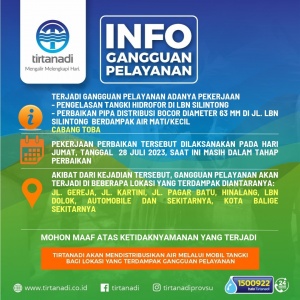 tirtanadi
Mengalir Melengkapi Hari.
INFO
GANGGUAN
PELAYANAN
TERJADI GANGGUAN PELAYANAN ADANYA PEKERJAAN
- PENGELASAN TANGKI HIDROFOR DI LBN SILINTONG
- PERBAIKAN PIPA DISTRIBUSI BOCOR DIAMETER 63 MM DI JL. LBN
SILINTONG BERDAMPAK AIR MATI/KECIL
CABANG TOBA
PEKERJAAN PERBAIKAN TERSEBUT DILAKSANAKAN PADA HARI
JUMAT, TANGGAL 28 JULI 2023, SAAT INI MASIH DALAM TAHAP
PERBAIKAN
AKIBAT DARI KEJADIAN TERSEBUT, GANGGUAN PELAYANAN AKAN
TERJADI DI BEBERAPA LOKASI YANG TERDAMPAK DIANTARANYA:
JL. GEREJA, JL. KARTINI, JL. PAGAR BATU, HINALANG, LBN
DOLOK, AUTOMOBILE DAN SEKITARNYA, KOTA BALIGE
SEKITARNYA
MOHON MAAF ATAS KETIDAKNYAMANAN YANG TERJADI
TIRTANADI AKAN MENDISTRIBUSIKAN AIR MELALUI MOBIL TANGKI
BAGI LOKASI YANG TERDAMPAK GANGGUAN PELAYANAN
www.tirtanadi.co.id
tirtanadi
tirtanadiprovsu
1500922